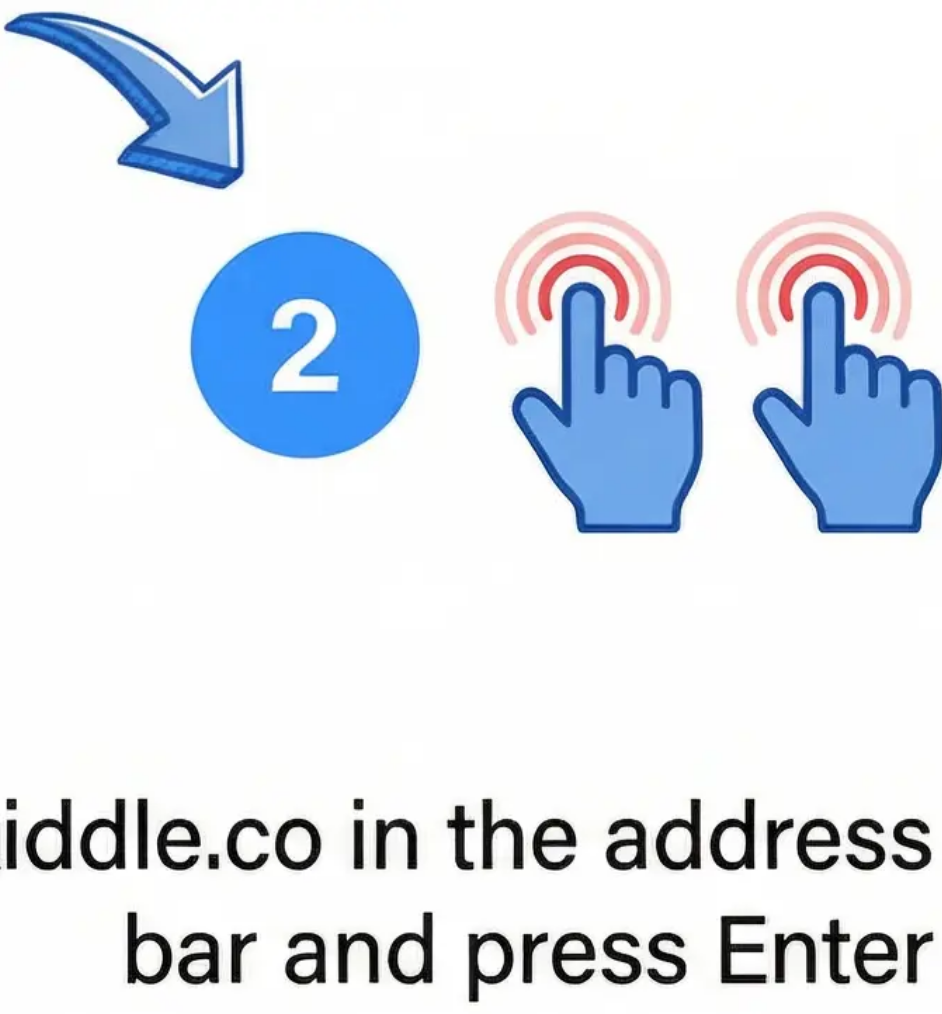 2
iddle.co in the address
bar and press Enter